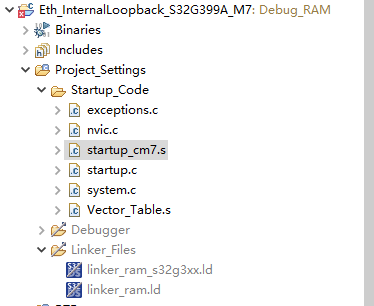 Eth_InternalLoopback_S32G399A_M7: Debug_RAM
Binaries
Includes
Project_Settings
Startup_Code
exceptions.c
nvic.c
startup_cm7.s
startup.c
system.c
Vector_Table.s
Debugger
Linker_Files
linker_ram_s32g3xx.ld
linker_ram.ld